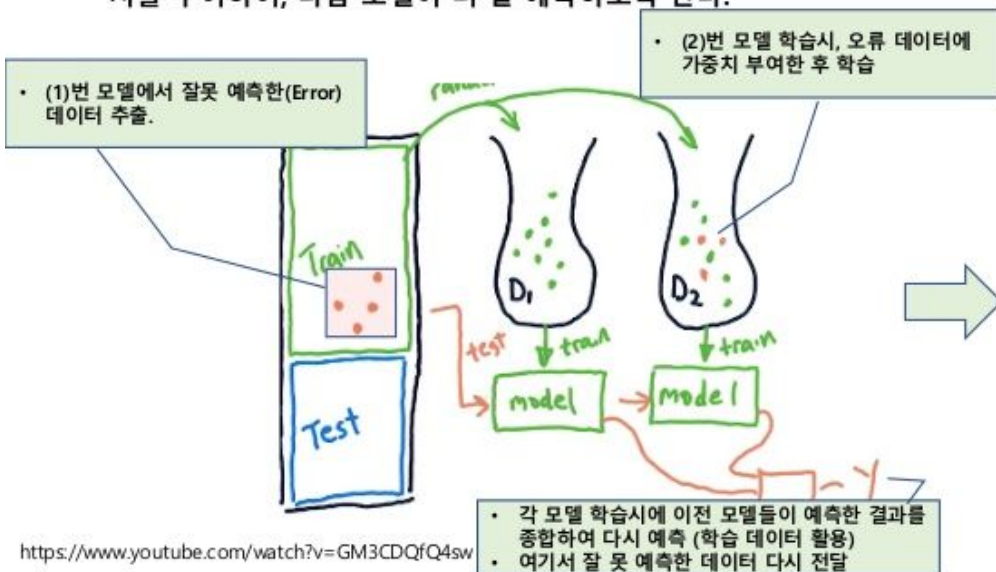 • (2)번 모델 학습시, 오류 데이터에
가중치 부여한 후 학습
• (1)번 모델에서 잘못 예측한(Error)
데이터 추출.
Train
Test
D₁
D₂
train
train
test
model
model
Y
• 각 모델 학습시에 이전 모델들이 예측한 결과를
종합하여 다시 예측 (학습 데이터 활용)
• 여기서 잘 못 예측한 데이터 다시 전달
https://www.youtube.com/watch?v=GM3CDQfQ4sw